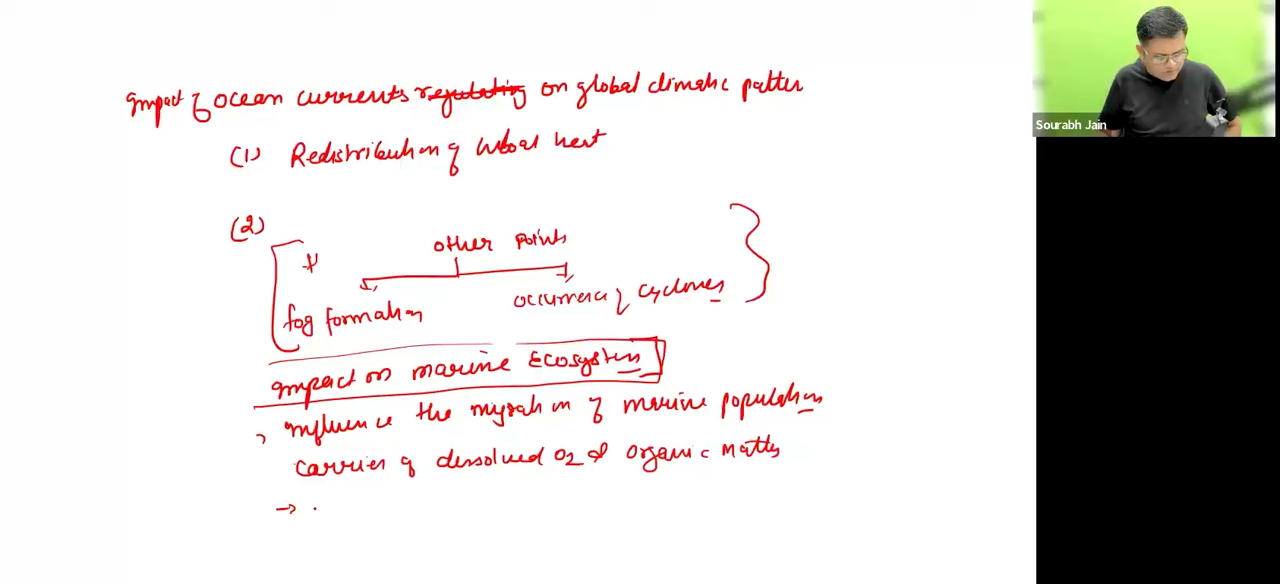 Impact of ocean currents regulating on global climatic patter
(1) Redistribution of heat
(2)
other points
fog formation
occurrence of cyclones
Impact on marine Ecosystem
Influence the migration of marine population
carrier of dissolved O2 & organic matter
→
Sourabh Jain